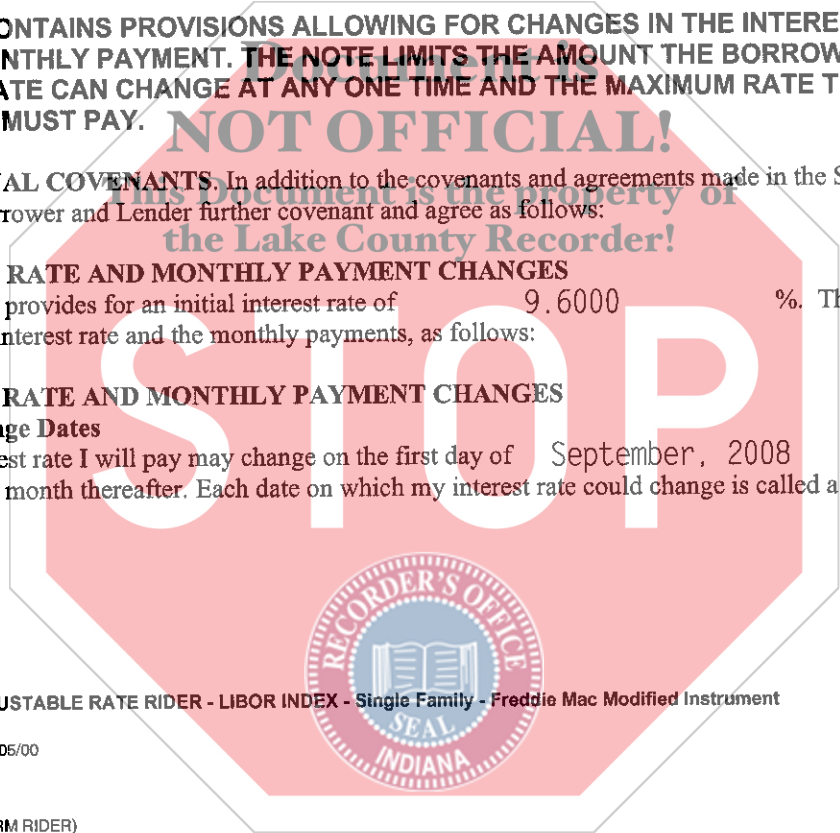 ONTAINS PROVISIONS ALLOWING FOR CHANGES IN THE INTERE
NTHLY PAYMENT. THE NOTE LIMITS THE AMOUNT THE BORROW
ATE CAN CHANGE AT ANY ONE TIME AND THE MAXIMUM RATE T
MUST PAY.
Document is
NOT OFFICIAL!
This Document is the property of
the Lake County Recorder!
AL COVENANTS. In addition to the covenants and agreements made in the S
rower and Lender further covenant and agree as follows:
RATE AND MONTHLY PAYMENT CHANGES
provides for an initial interest rate of 9.6000 %. Th
nterest rate and the monthly payments, as follows:
RATE AND MONTHLY PAYMENT CHANGES
ge Dates
est rate I will pay may change on the first day of September, 2008
month thereafter. Each date on which my interest rate could change is called a
STOP
RECORDER'S OFFICE
SEAL
INDIANA
USTABLE RATE RIDER - LIBOR INDEX - Single Family - Freddie Mac Modified Instrument
05/00
RM RIDER)